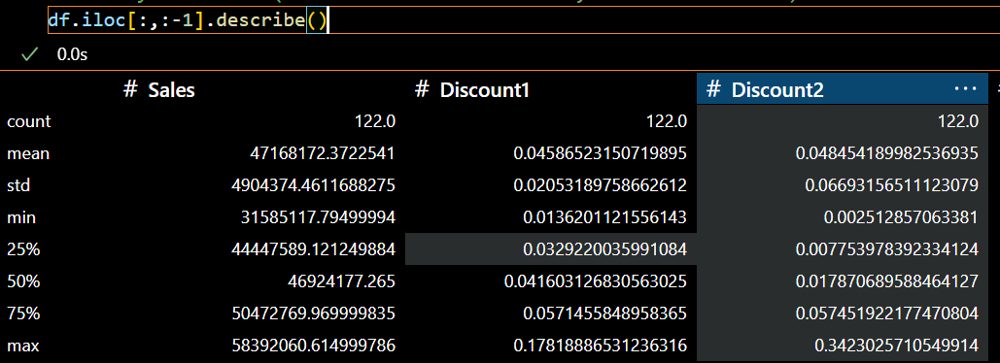 df.iloc[:,:-1].describe()
0.0s
# Sales # Discount1 # Discount2 ...
count 122.0 122.0 122.0
mean 47168172.3722541 0.04586523150719895 0.048454189982536935
std 4904374.4611688275 0.02053189758662612 0.06693156511123079
min 31585117.79499994 0.0136201121556143 0.002512857063381
25% 44447589.121249884 0.0329220035991084 0.007753978392334124
50% 46924177.265 0.041603126830563025 0.017870689588464127
75% 50472769.969999835 0.0571455848958365 0.057451922177470804
max 58392060.614999786 0.17818886531236316 0.3423025710549914